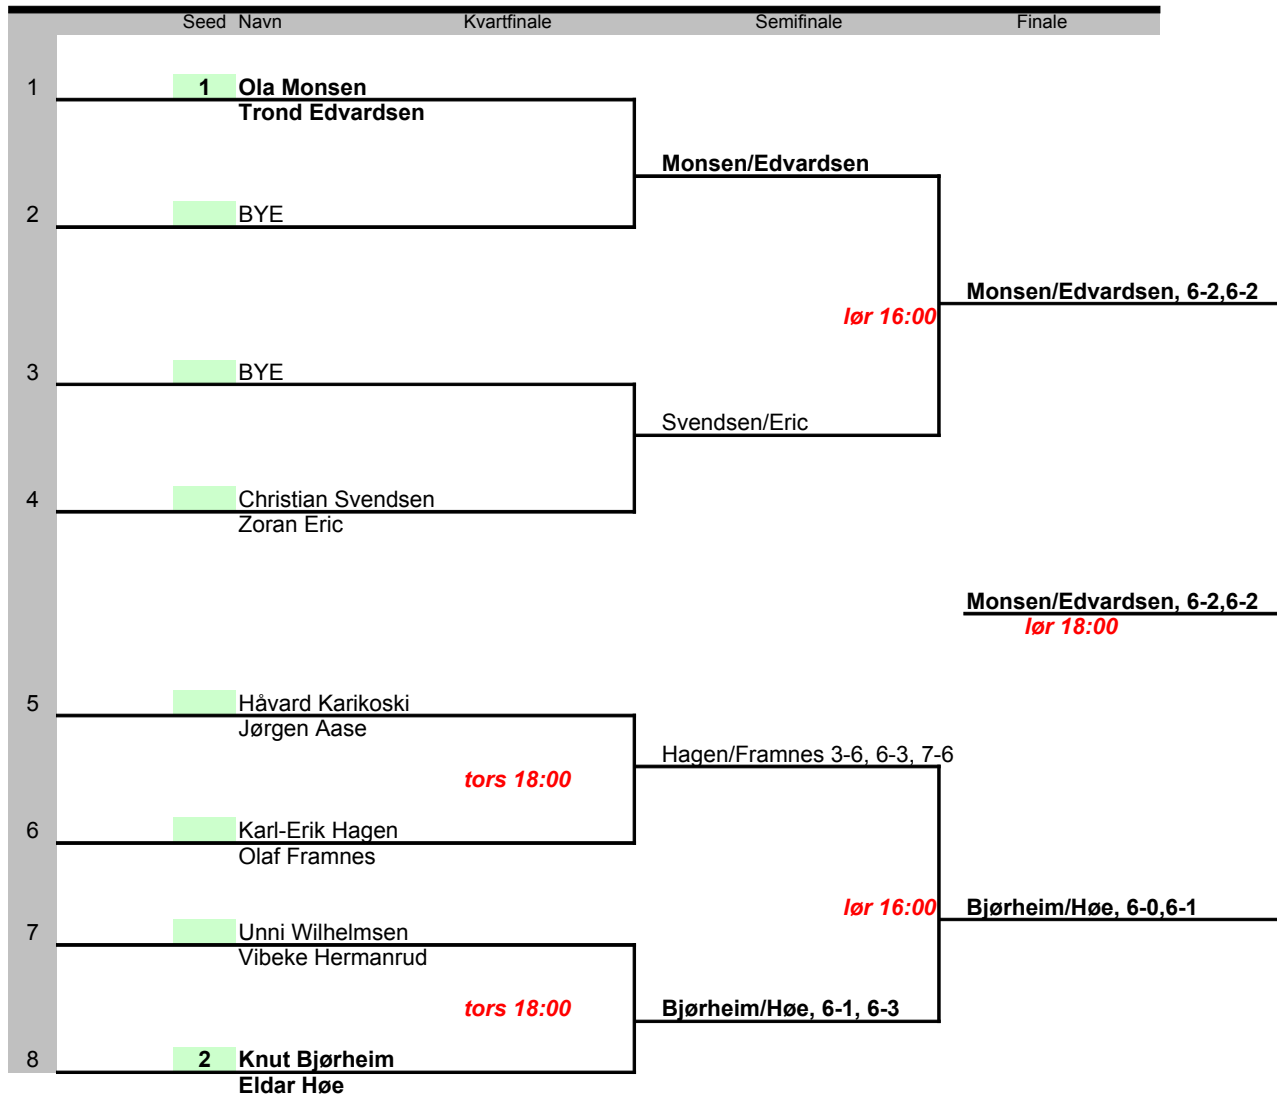 Seed Navn Kvartfinale Semifinale Finale
1 1 Ola Monsen
Trond Edvardsen
Monsen/Edvardsen
2 BYE
Monsen/Edvardsen, 6-2,6-2
lør 16:00
3 BYE
Svendsen/Eric
4 Christian Svendsen
Zoran Eric
Monsen/Edvardsen, 6-2,6-2
lør 18:00
5 Håvard Karikoski
Jørgen Aase
Hagen/Framnes 3-6, 6-3, 7-6
tors 18:00
6 Karl-Erik Hagen
Olaf Framnes
lør 16:00 Bjørheim/Høe, 6-0,6-1
7 Unni Wilhelmsen
Vibeke Hermanrud
tors 18:00 Bjørheim/Høe, 6-1, 6-3
8 2 Knut Bjørheim
Eldar Høe